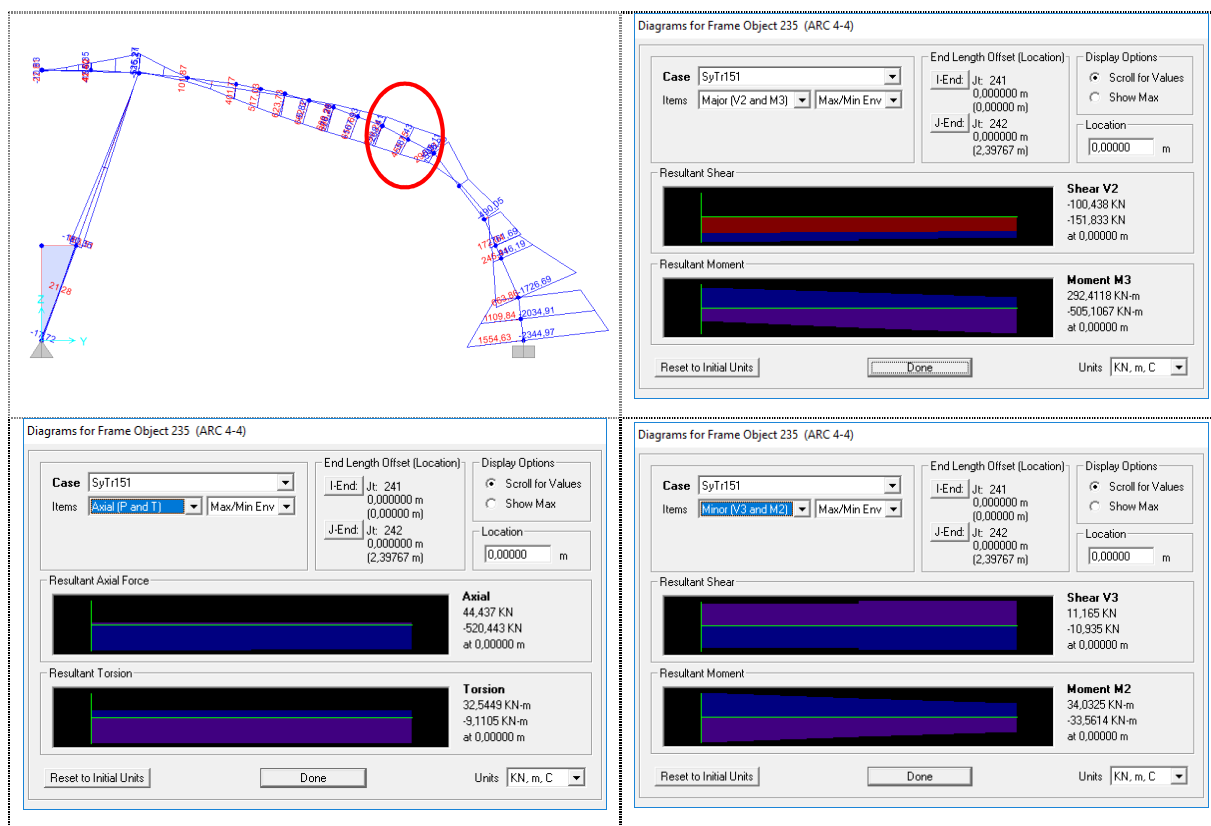 101,87
-490,05
21,28
Z
Y
-1726,69
-1109,84
-2034,91
1554,63
-2344,97
Diagrams for Frame Object 235 (ARC 4-4)
Case SyTr151
Items Major (V2 and M3) Max/Min Env
End Length Offset (Location)
I-End: Jt: 241
0,000000 m
(0,00000 m)
J-End: Jt: 242
0,000000 m
(2,39767 m)
Display Options
Scroll for Values
Show Max
Location
0,00000 m
Resultant Shear
Shear V2
-100,438 KN
-151,833 KN
at 0,00000 m
Resultant Moment
Moment M3
292,4118 KN-m
-505,1067 KN-m
at 0,00000 m
Reset to Initial Units
Done
Units KN, m, C
Diagrams for Frame Object 235 (ARC 4-4)
Case SyTr151
Items Axial (P and T) Max/Min Env
End Length Offset (Location)
I-End: Jt: 241
0,000000 m
(0,00000 m)
J-End: Jt: 242
0,000000 m
(2,39767 m)
Display Options
Scroll for Values
Show Max
Location
0,00000 m
Resultant Axial Force
Axial
44,437 KN
-520,443 KN
at 0,00000 m
Resultant Torsion
Torsion
32,5449 KN-m
-9,1105 KN-m
at 0,00000 m
Reset to Initial Units
Done
Units KN, m, C
Diagrams for Frame Object 235 (ARC 4-4)
Case SyTr151
Items Minor (V3 and M2) Max/Min Env
End Length Offset (Location)
I-End: Jt: 241
0,000000 m
(0,00000 m)
J-End: Jt: 242
0,000000 m
(2,39767 m)
Display Options
Scroll for Values
Show Max
Location
0,00000 m
Resultant Shear
Shear V3
11,165 KN
-10,935 KN
at 0,00000 m
Resultant Moment
Moment M2
34,0325 KN-m
-33,5614 KN-m
at 0,00000 m
Reset to Initial Units
Done
Units KN, m, C